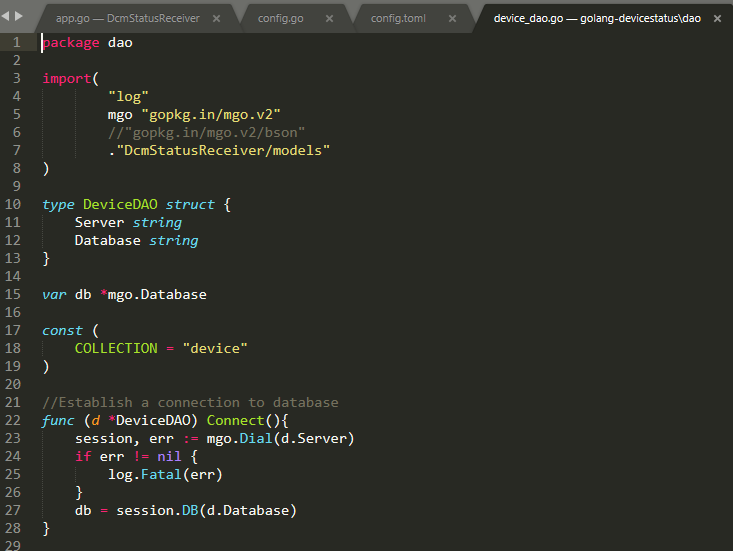 app.go — DcmStatusReceiver × config.go × config.toml × device_dao.go — golang-devicestatus\dao ×
1 package dao
2
3 import(
4 "log"
5 mgo "gopkg.in/mgo.v2"
6 //"gopkg.in/mgo.v2/bson"
7 ."DcmStatusReceiver/models"
8 )
9
10 type DeviceDAO struct {
11 Server string
12 Database string
13 }
14
15 var db *mgo.Database
16
17 const (
18 COLLECTION = "device"
19 )
20
21 //Establish a connection to database
22 func (d *DeviceDAO) Connect(){
23 session, err := mgo.Dial(d.Server)
24 if err != nil {
25 log.Fatal(err)
26 }
27 db = session.DB(d.Database)
28 }
29